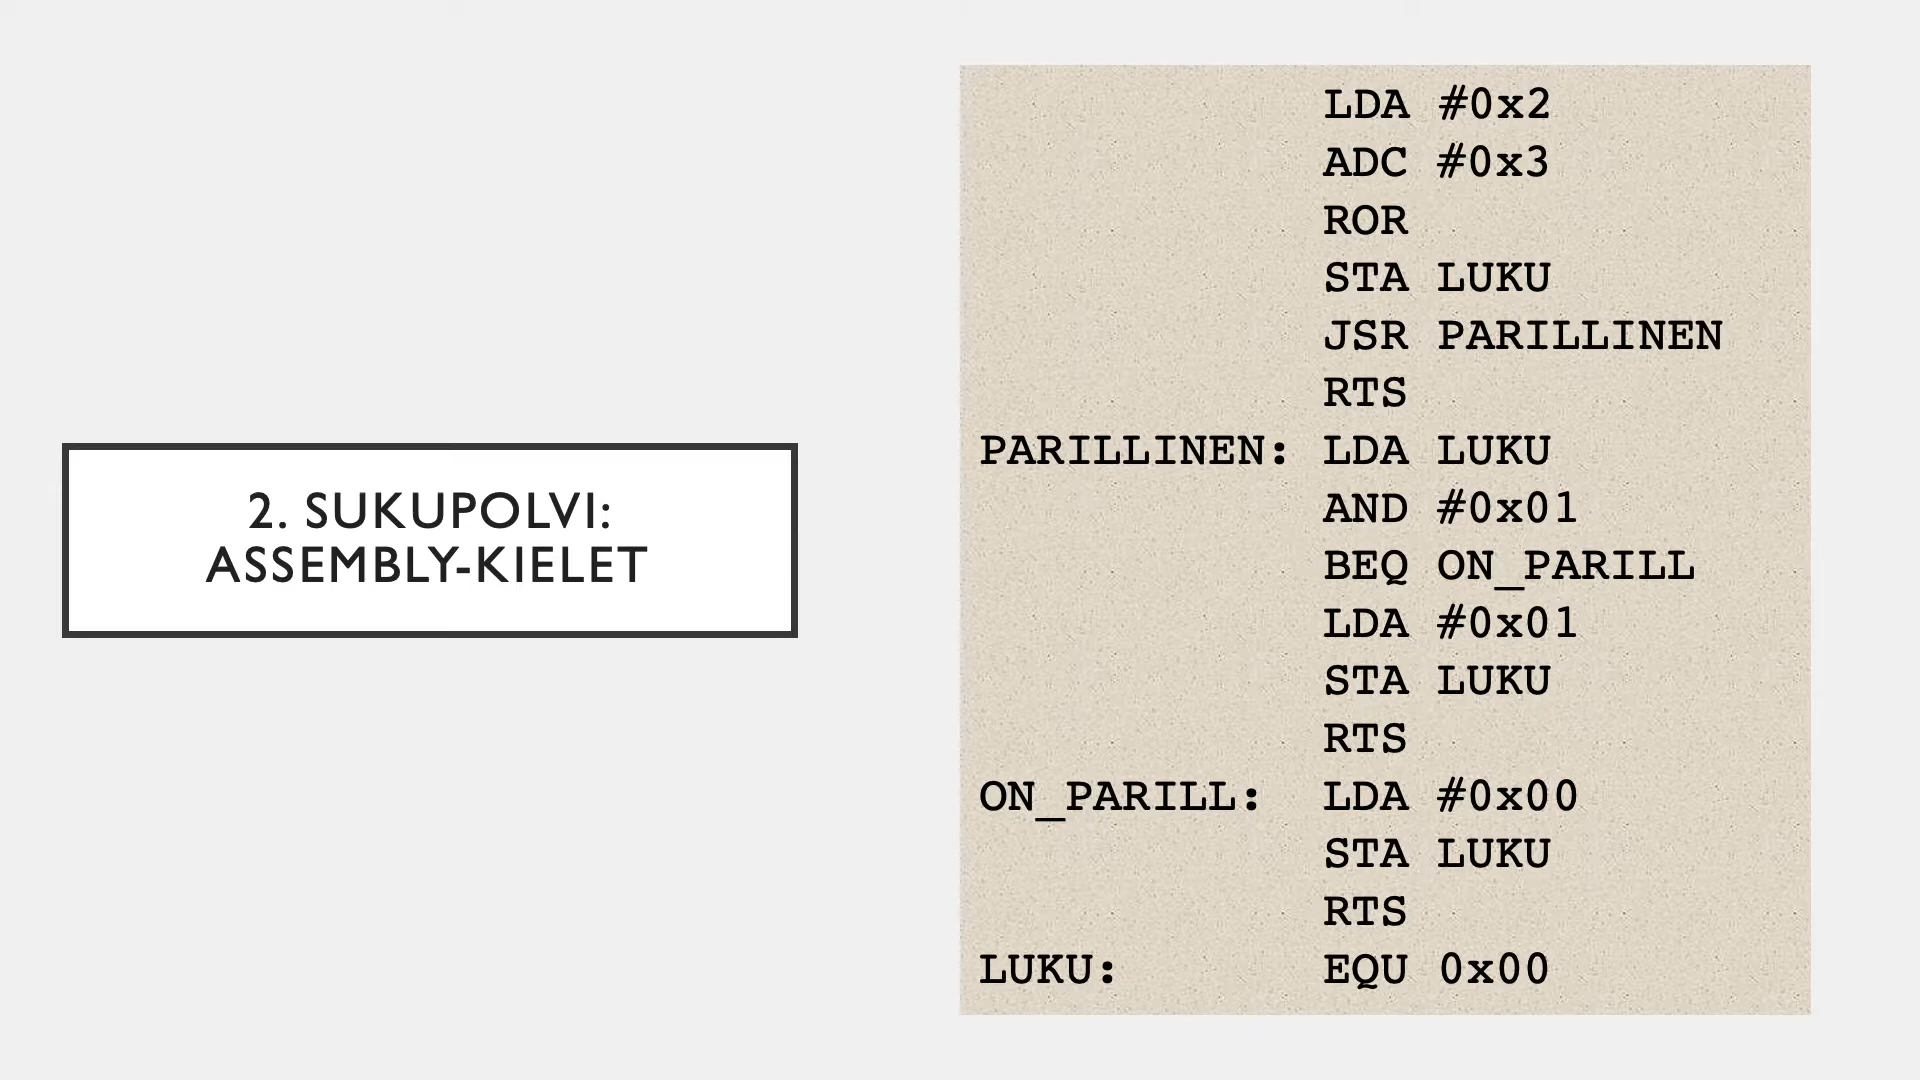 2. SUKUPOLVI:
ASSEMBLY-KIELET
LDA #0x2
ADC #0x3
ROR
STA LUKU
JSR PARILLINEN
RTS
PARILLINEN: LDA LUKU
AND #0x01
BEQ ON_PARILL
LDA #0x01
STA LUKU
RTS
ON_PARILL: LDA #0x00
STA LUKU
RTS
LUKU: EQU 0x00